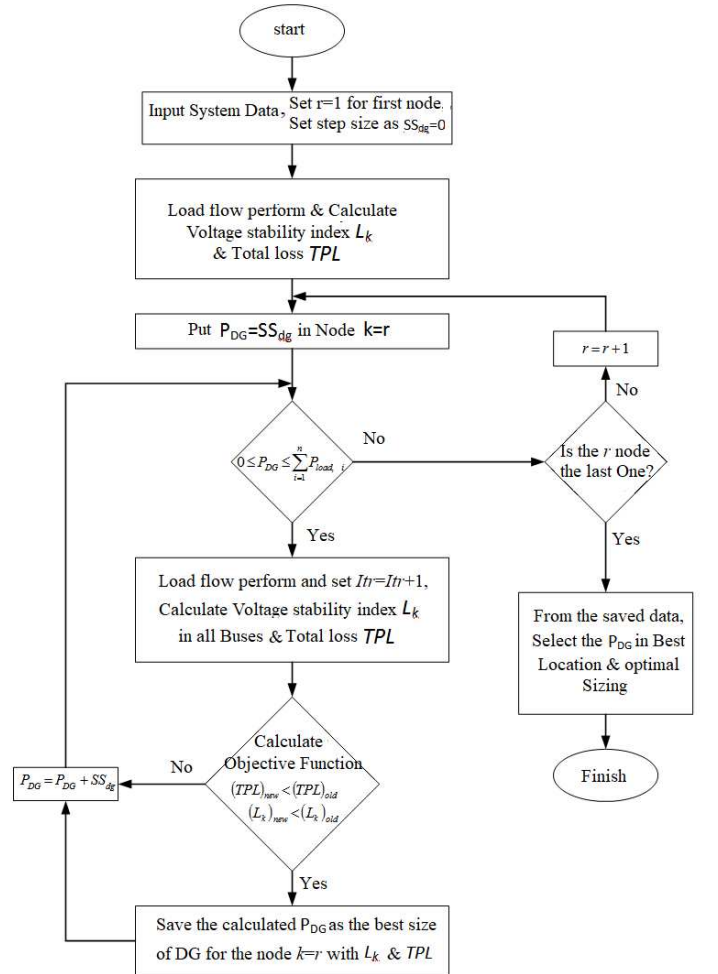 start
Input System Data, Set r=1 for first node.
Set step size as SSdg=0
Load flow perform & Calculate
Voltage stability index Lk
& Total loss TPL
Put PDG=SSdg in Node k=r
r=r+1
No
0≤PDG≤∑i=1nPload, i
No
Is the r node
the last One?
Yes
Yes
Load flow perform and set Itr=Itr+1,
Calculate Voltage stability index Lk
in all Buses & Total loss TPL
From the saved data,
Select the PDG in Best
Location & optimal
Sizing
Calculate
Objective Function
(TPL)new<(TPL)old
(Lk)new<(Lk)old
No
PDG=PDG+SSdg
Finish
Yes
Save the calculated PDG as the best size
of DG for the node k=r with Lk & TPL